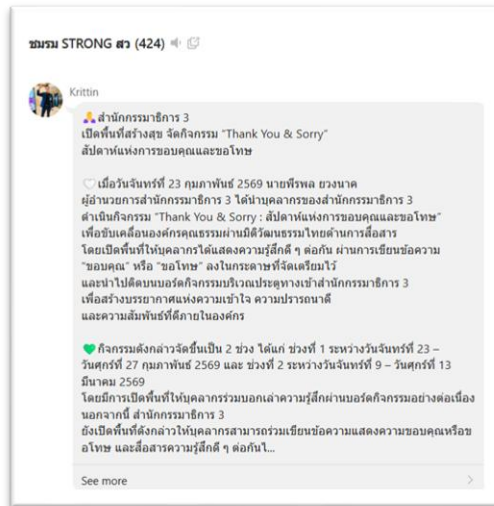 ชมรม STRONG สว (424)
Krittin
สำนักกรรมาธิการ 3
เปิดพื้นที่สร้างสุข จัดกิจกรรม "Thank You & Sorry"
สัปดาห์แห่งการขอบคุณและขอโทษ
เมื่อวันจันทร์ที่ 23 กุมภาพันธ์ 2569 นายพีรพล ยวงนาค
ผู้อำนวยการสำนักกรรมาธิการ 3 ได้นำบุคลากรของสำนักกรรมาธิการ 3
ดำเนินกิจกรรม "Thank You & Sorry : สัปดาห์แห่งการขอบคุณและขอโทษ"
เพื่อขับเคลื่อนองค์กรคุณธรรมผ่านมิติวัฒนธรรมไทยด้านการสื่อสาร
โดยเปิดพื้นที่ให้บุคลากรได้แสดงความรู้สึกดี ๆ ต่อกัน ผ่านการเขียนข้อความ
"ขอบคุณ" หรือ "ขอโทษ" ลงในกระดาษที่จัดเตรียมไว้
และนำไปติดบนบอร์ดกิจกรรมบริเวณประตูทางเข้าสำนักกรรมาธิการ 3
เพื่อสร้างบรรยากาศแห่งความเข้าใจ ความปรารถนาดี
และความสัมพันธ์ที่ดีภายในองค์กร
กิจกรรมดังกล่าวจัดขึ้นเป็น 2 ช่วง ได้แก่ ช่วงที่ 1 ระหว่างวันจันทร์ที่ 23 –
วันศุกร์ที่ 27 กุมภาพันธ์ 2569 และ ช่วงที่ 2 ระหว่างวันจันทร์ที่ 9 – วันศุกร์ที่ 13
มีนาคม 2569
โดยมีการเปิดพื้นที่ให้บุคลากรร่วมบอกเล่าความรู้สึกผ่านบอร์ดกิจกรรมอย่างต่อเนื่อง
นอกจากนี้ สำนักกรรมาธิการ 3
ยังเปิดพื้นที่ดังกล่าวให้บุคลากรสามารถร่วมเขียนข้อความแสดงความขอบคุณหรือข
อโทษ และสื่อสารความรู้สึกดี ๆ ต่อกันไ...
See more